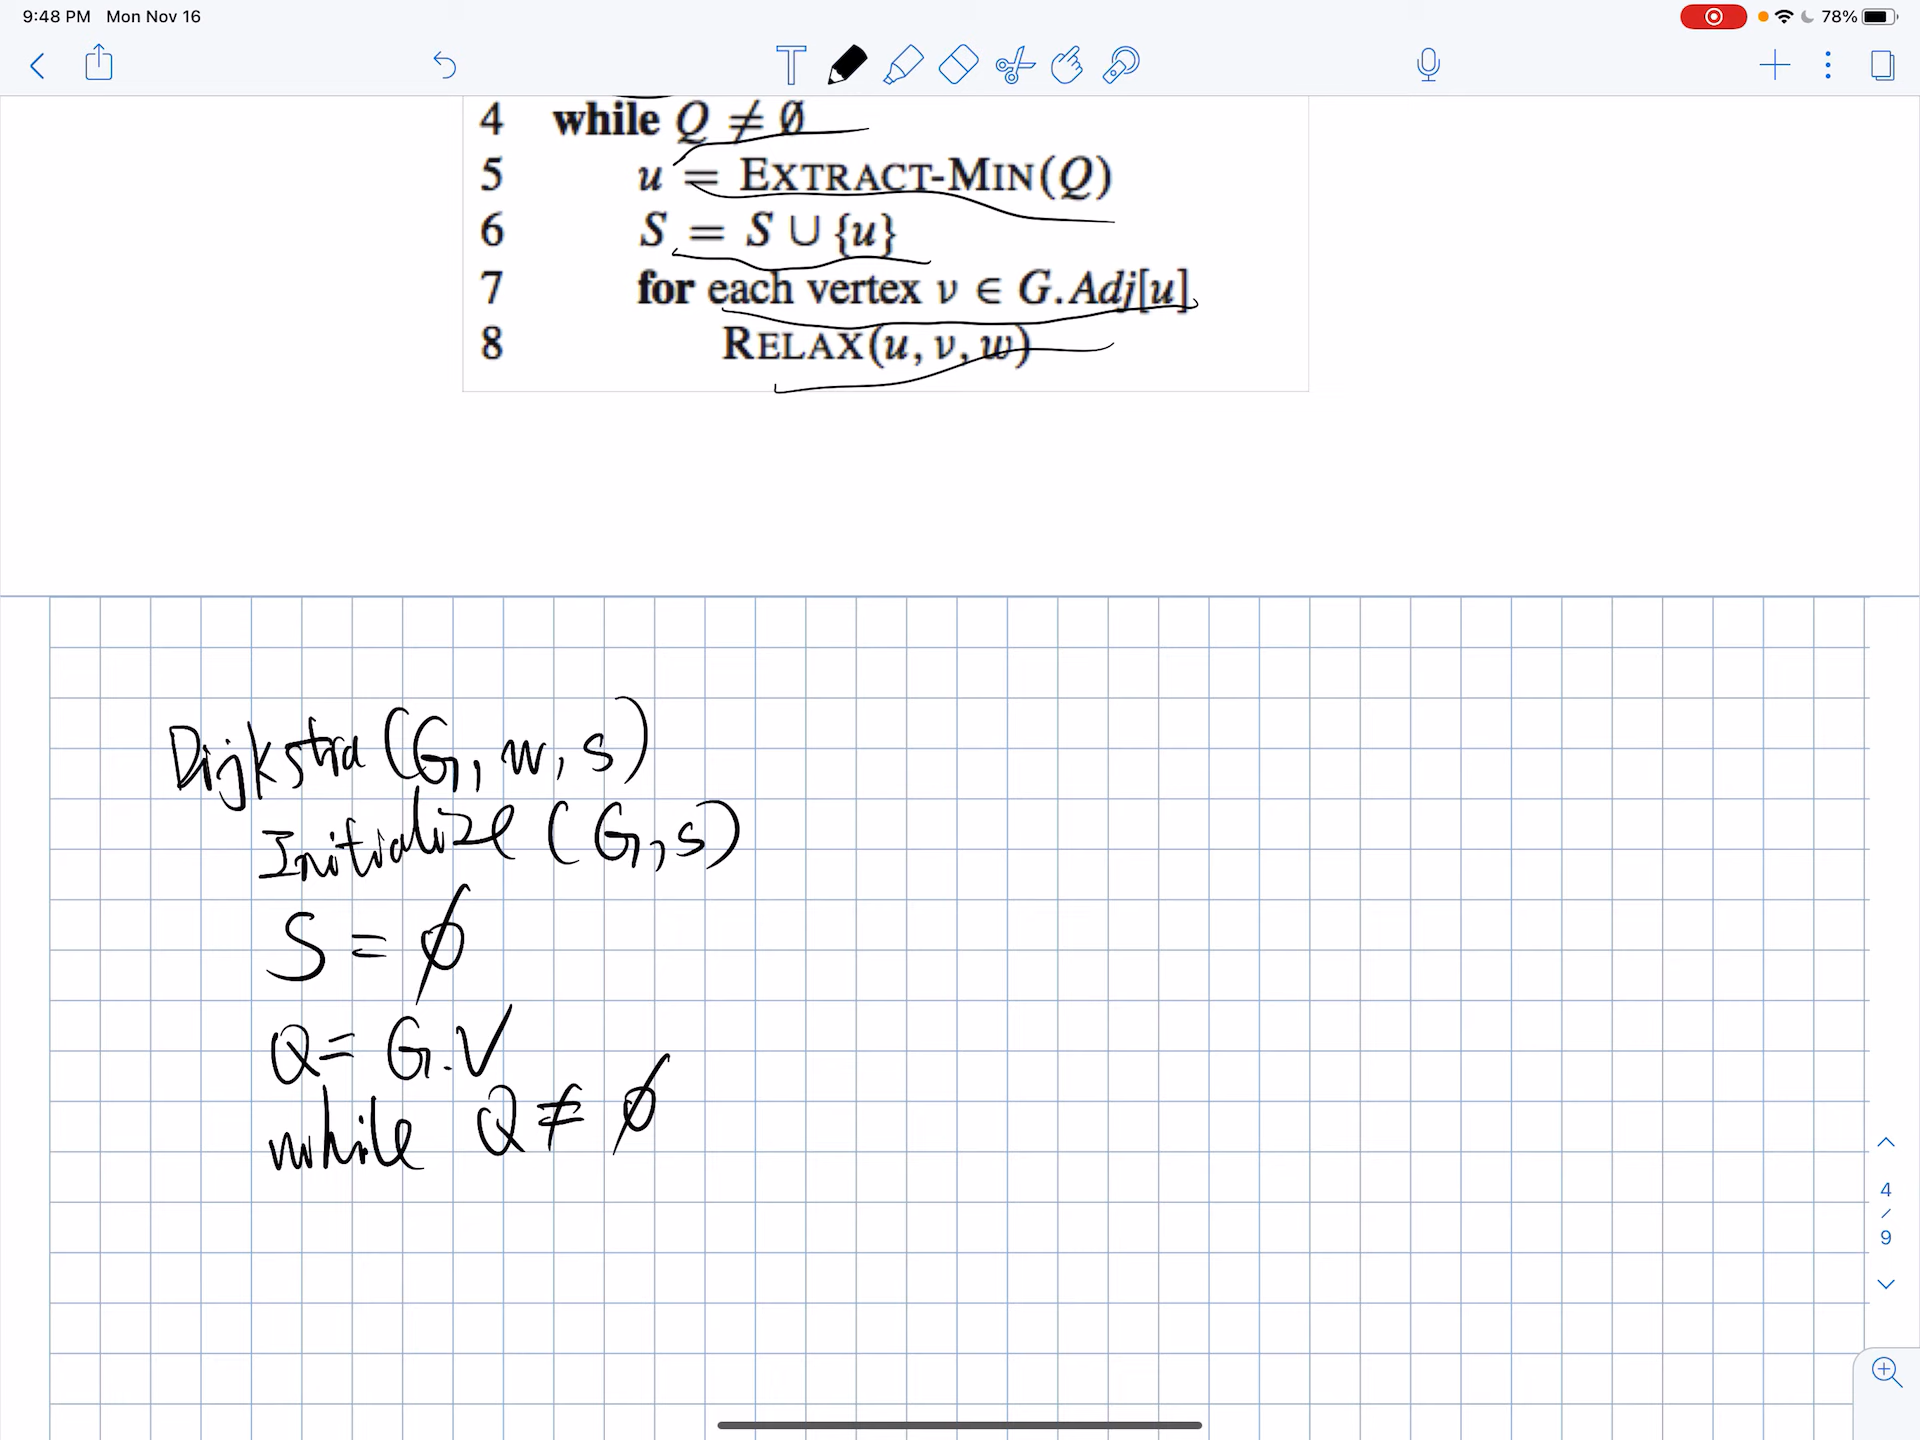 9:48 PM Mon Nov 16
78%
4 while Q ≠ ∅
5 u = EXTRACT-MIN(Q)
6 S = S ∪ {u}
7 for each vertex v ∈ G.Adj[u]
8 RELAX(u, v, w)
Dijkstra (G, w, s)
Initialize (G, s)
S = ∅
Q = G.V
while Q ≠ ∅
4
/
9